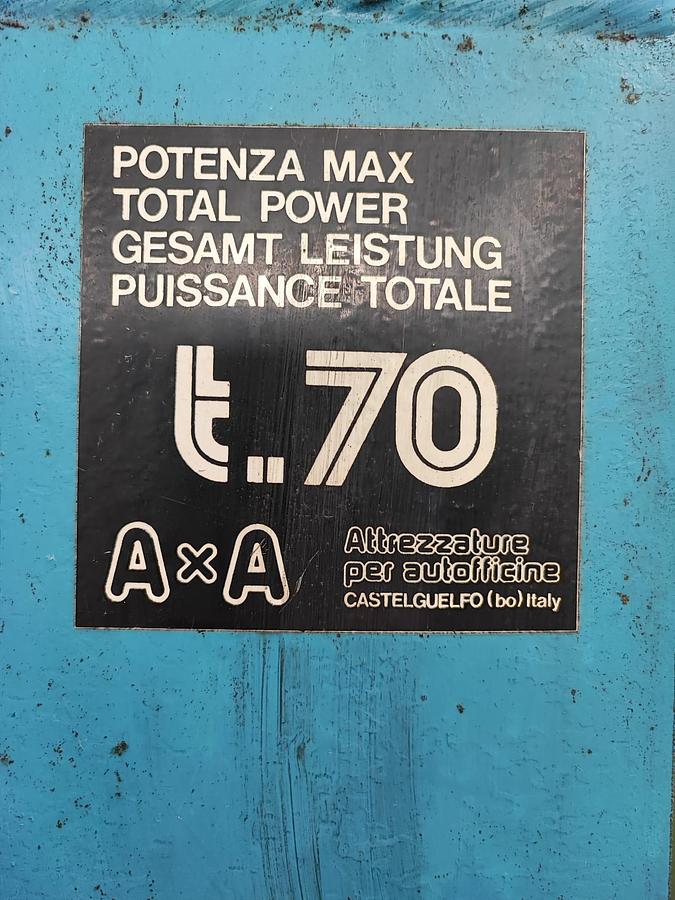 POTENZA MAX
TOTAL POWER
GESAMT LEISTUNG
PUISSANCE TOTALE
t..70
A×A
Attrezzature
per autofficine
CASTELGUELFO (bo) Italy